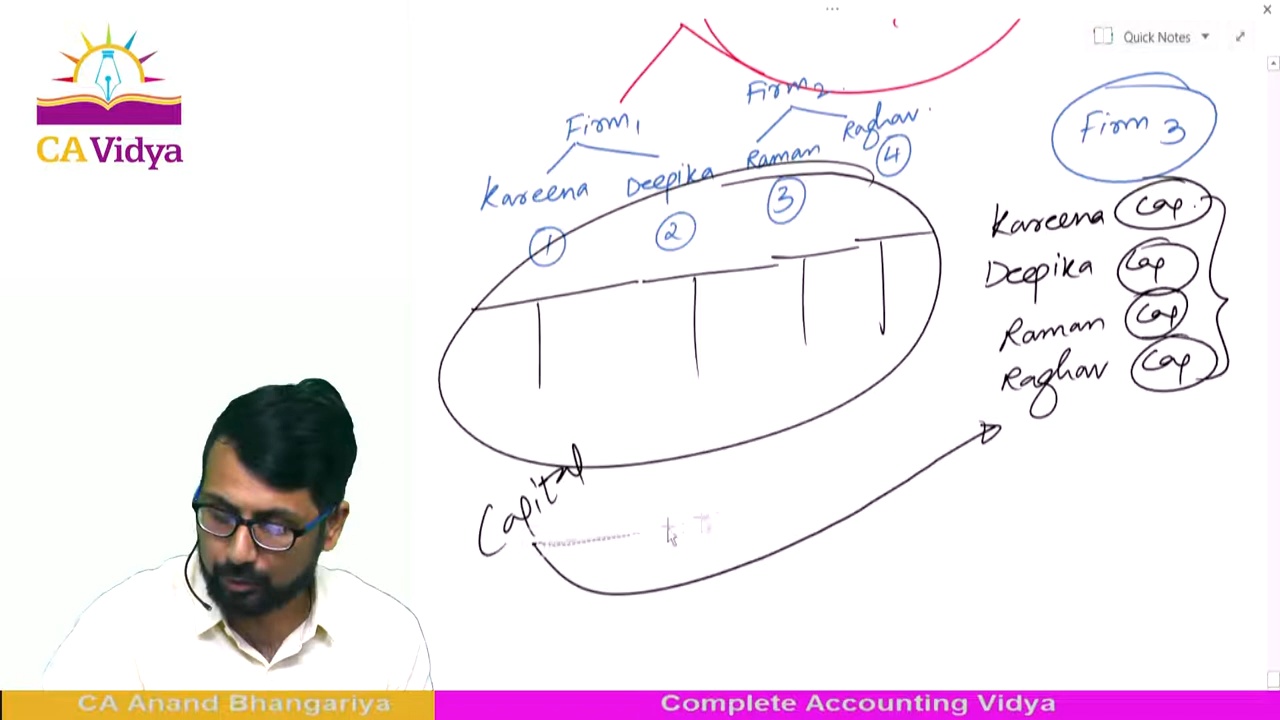 Quick Notes
CA Vidya
Firm 1
Firm 2
Kareena Deepika Raman Raghav
1 2 3 4
Firm 3
Kareena Cap.
Deepika Cap
Raman Cap
Raghav Cap
Capital
CA Anand Bhangariya
Complete Accounting Vidya